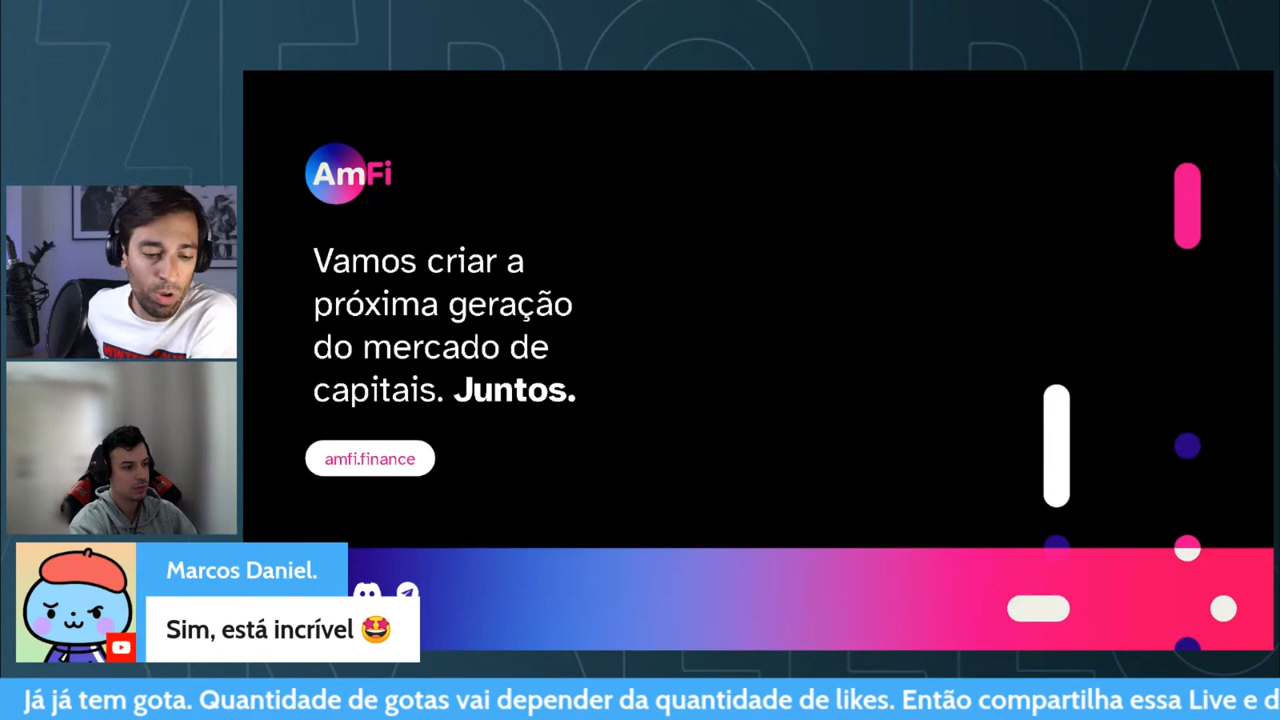 AmFi
Vamos criar a
próxima geração
do mercado de
capitais. Juntos.
amfi.finance
Marcos Daniel.
Sim, está incrível 🤩
Já já tem gota. Quantidade de gotas vai depender da quantidade de likes. Então compartilha essa Live e d